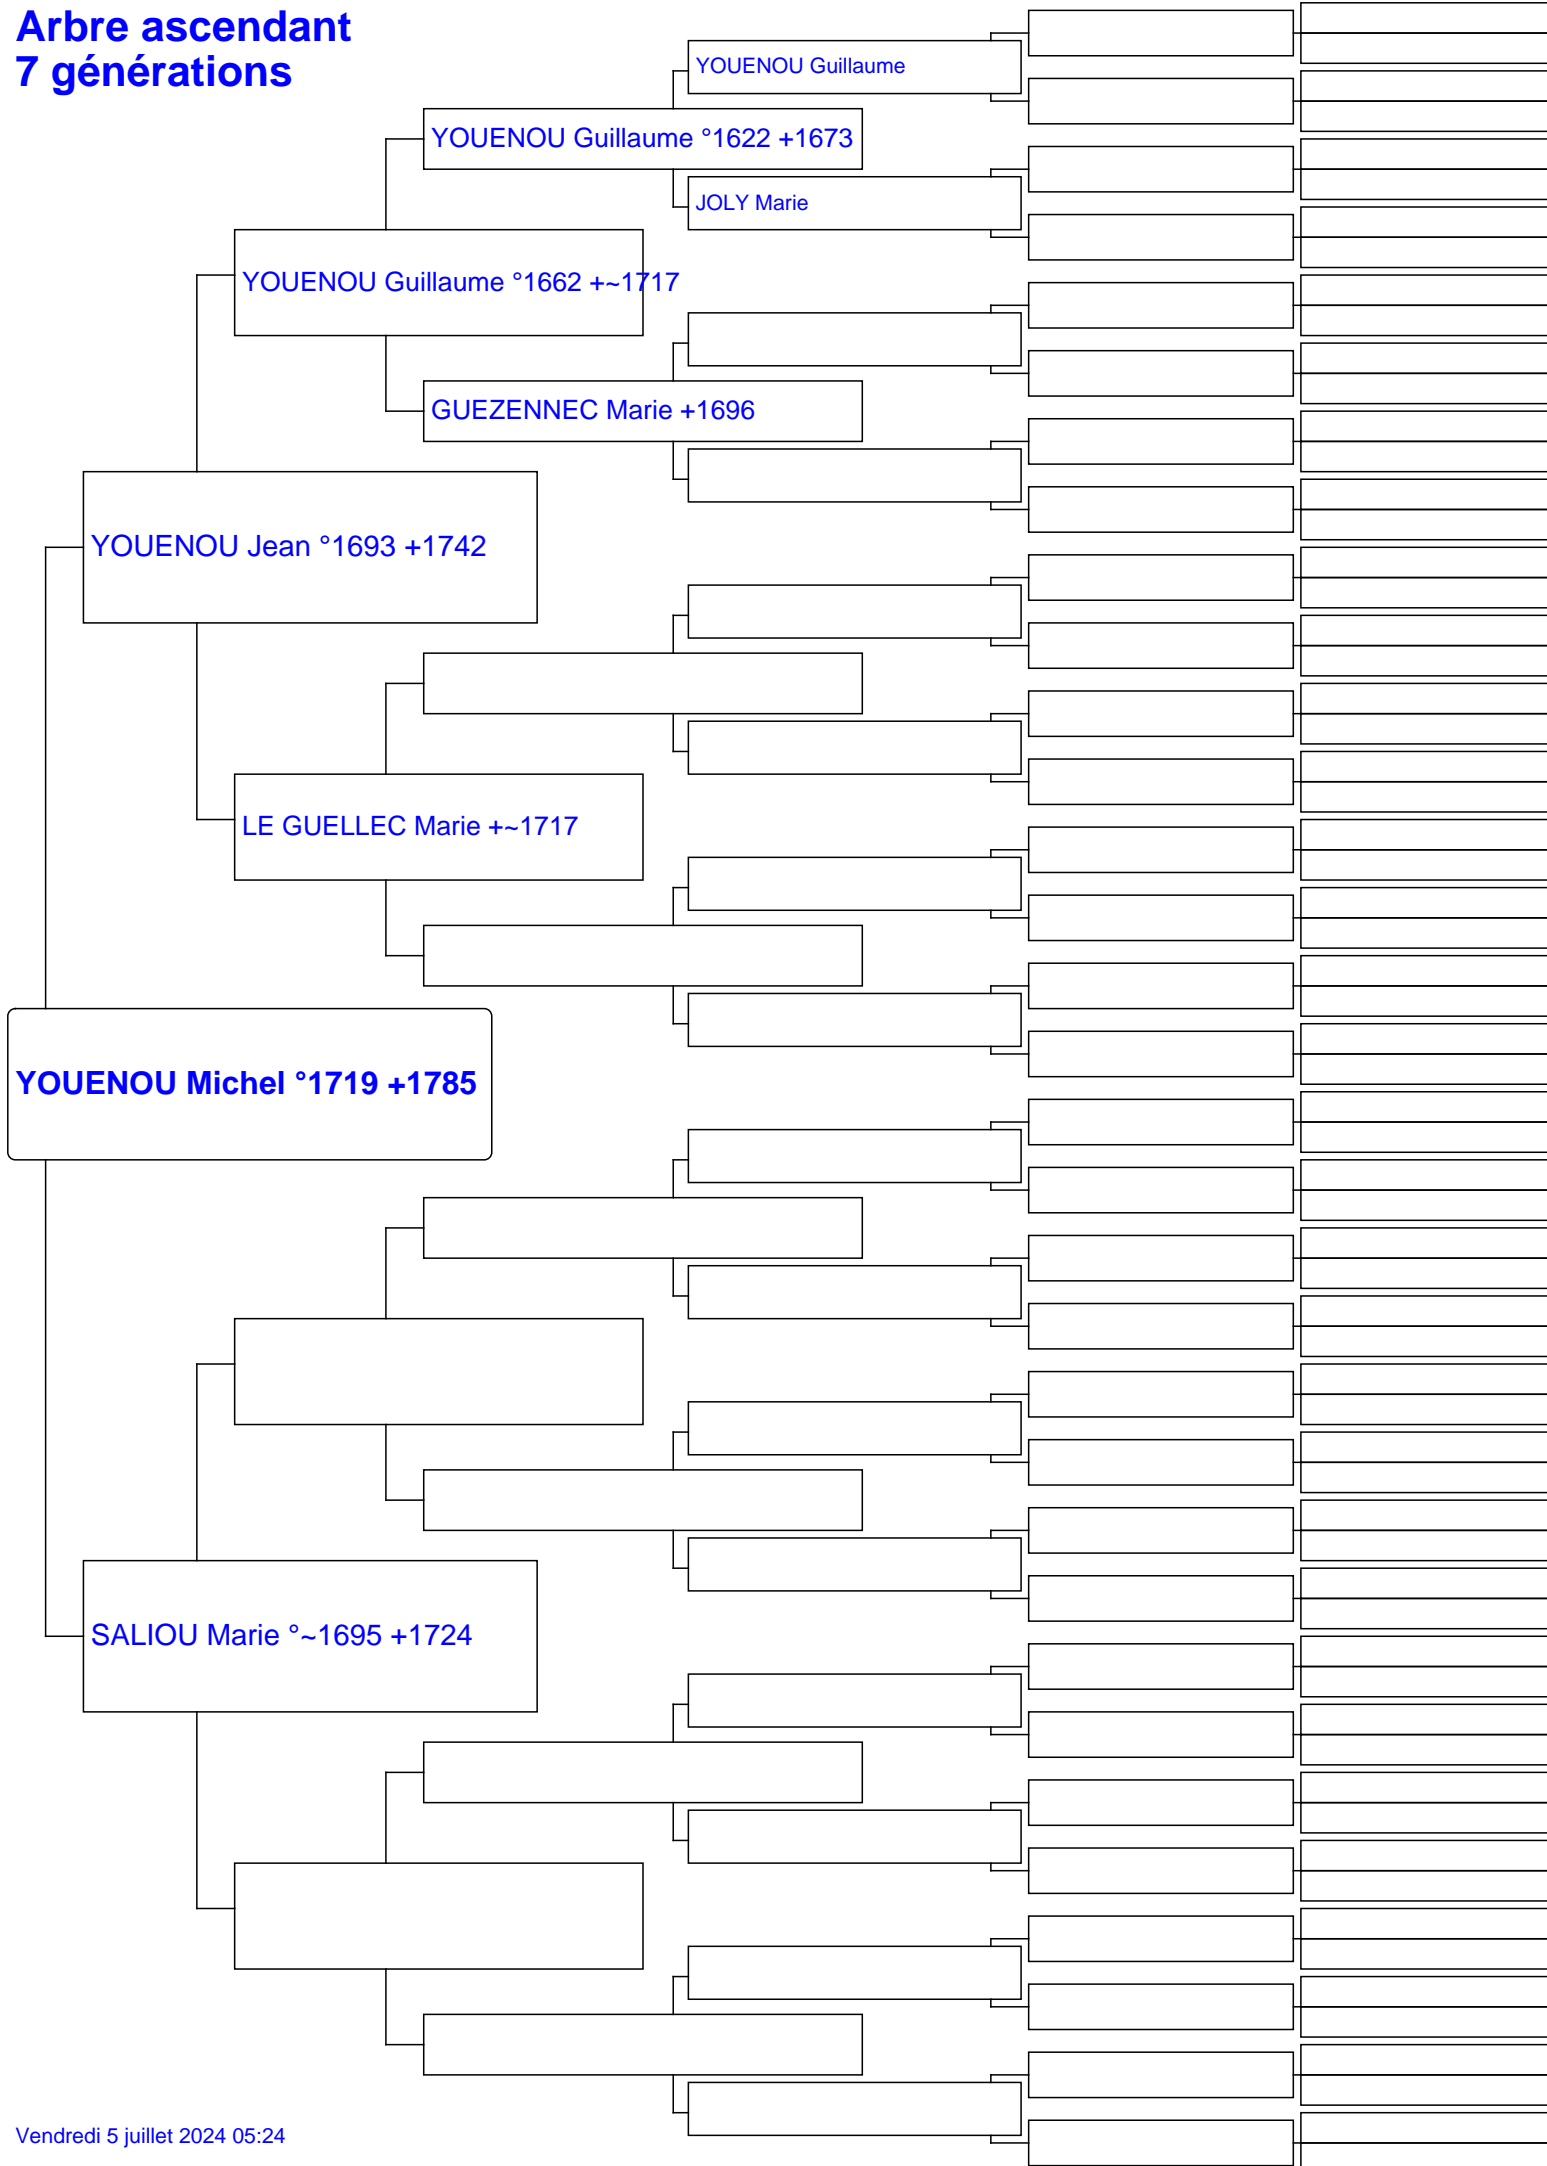 Arbre ascendant
7 générations
YOUENOU Guillaume
YOUENOU Guillaume °1622 +1673
JOLY Marie
YOUENOU Guillaume °1662 +~1717
GUEZENNEC Marie +1696
YOUENOU Jean °1693 +1742
LE GUELLEC Marie +~1717
YOUENOU Michel °1719 +1785
SALIOU Marie °~1695 +1724
Vendredi 5 juillet 2024 05:24